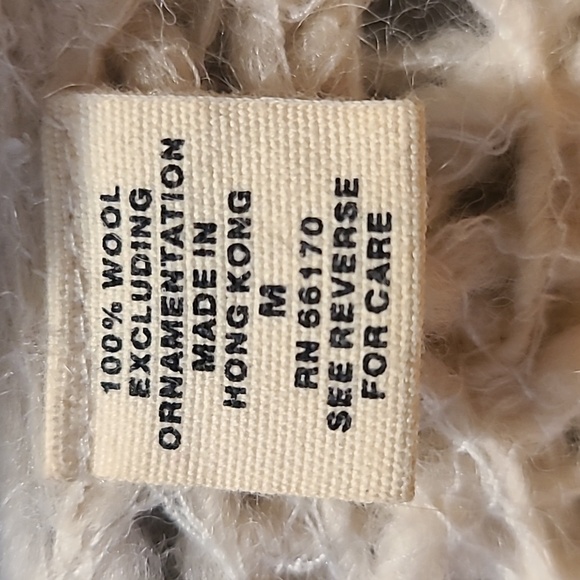 100% WOOL
EXCLUDING
ORNAMENTATION
MADE IN
HONG KONG
M
RN 66170
SEE REVERSE
FOR CARE